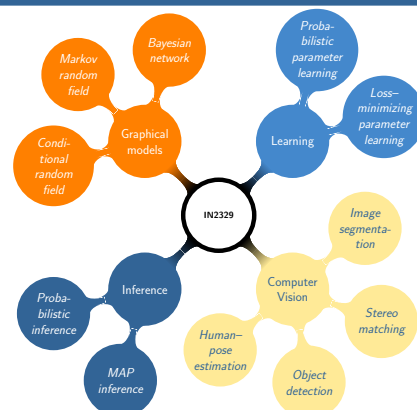 Bayesian
network
Markov
random
field
Condi-
tional
random
field
Graphical
models
Proba-
bilistic
parameter
learning
Loss–
minimizing
parameter
learning
Learning
IN2329
Inference
Proba-
bilistic
inference
MAP
inference
Computer
Vision
Image
segmenta-
tion
Stereo
matching
Object
detection
Human–
pose
estimation